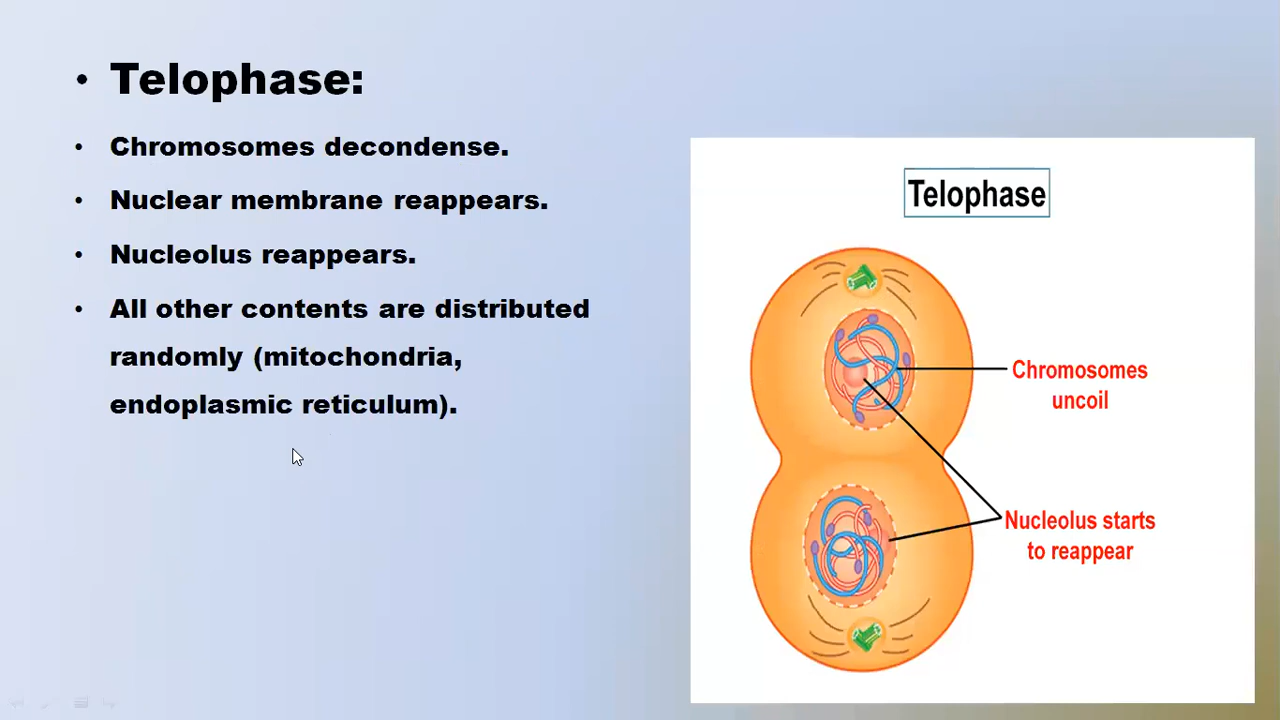 • Telophase:
• Chromosomes decondense.
• Nuclear membrane reappears.
• Nucleolus reappears.
• All other contents are distributed
randomly (mitochondria,
endoplasmic reticulum).
Telophase
Chromosomes
uncoil
Nucleolus starts
to reappear